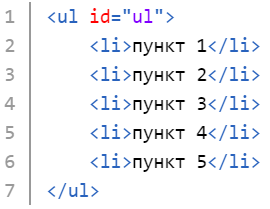 1 <ul id="ul">
2 <li>пункт 1</li>
3 <li>пункт 2</li>
4 <li>пункт 3</li>
5 <li>пункт 4</li>
6 <li>пункт 5</li>
7 </ul>